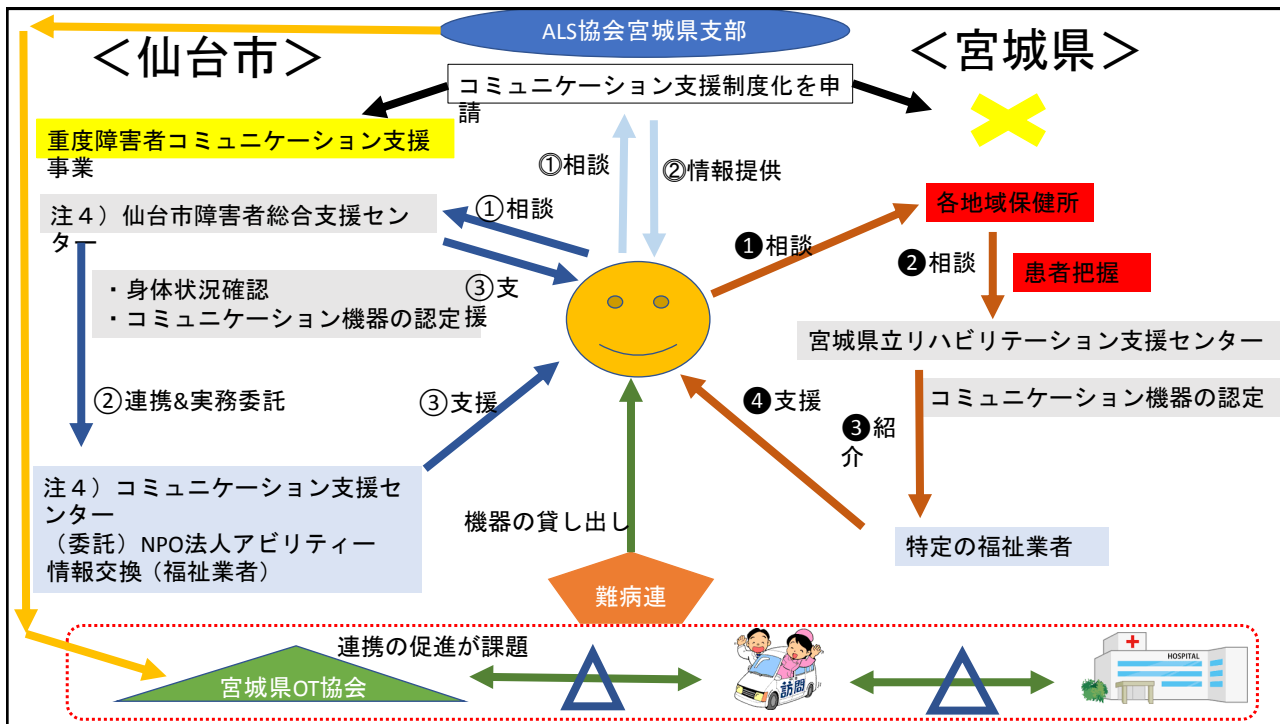 ALS協会宮城県支部
＜仙台市＞
＜宮城県＞
コミュニケーション支援制度化を申
請
重度障害者コミュニケーション支援
事業
①相談
②情報提供
注４）仙台市障害者総合支援セン
ター
①相談
③支
援
・身体状況確認
・コミュニケーション機器の認定
②連携&実務委託
③支援
注４）コミュニケーション支援セ
ンター
（委託）NPO法人アビリティー
情報交換（福祉業者）
各地域保健所
❶相談
❷相談
患者把握
宮城県立リハビリテーション支援センター
コミュニケーション機器の認定
❹支援
❸紹
介
特定の福祉業者
機器の貸し出し
難病連
連携の促進が課題
宮城県OT協会
訪問
HOSPITAL